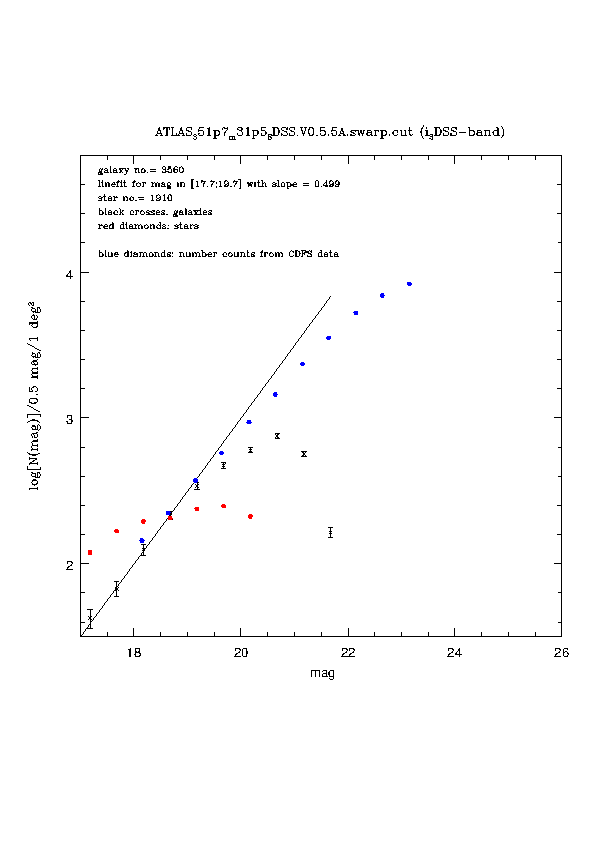 ATLAS₃51p7ₘ31p5ₛDSS.V0.5.5A.swarp.cut (iₛDSS-band)
galaxy no.= 3560
linefit for mag in [17.7;19.7] with slope = 0.499
star no.= 1910
black crosses: galaxies
red diamonds: stars
blue diamonds: number counts from CDFS data
log[N(mag)]/0.5 mag/1 deg²
4
3
2
18 20 22 24 26
mag